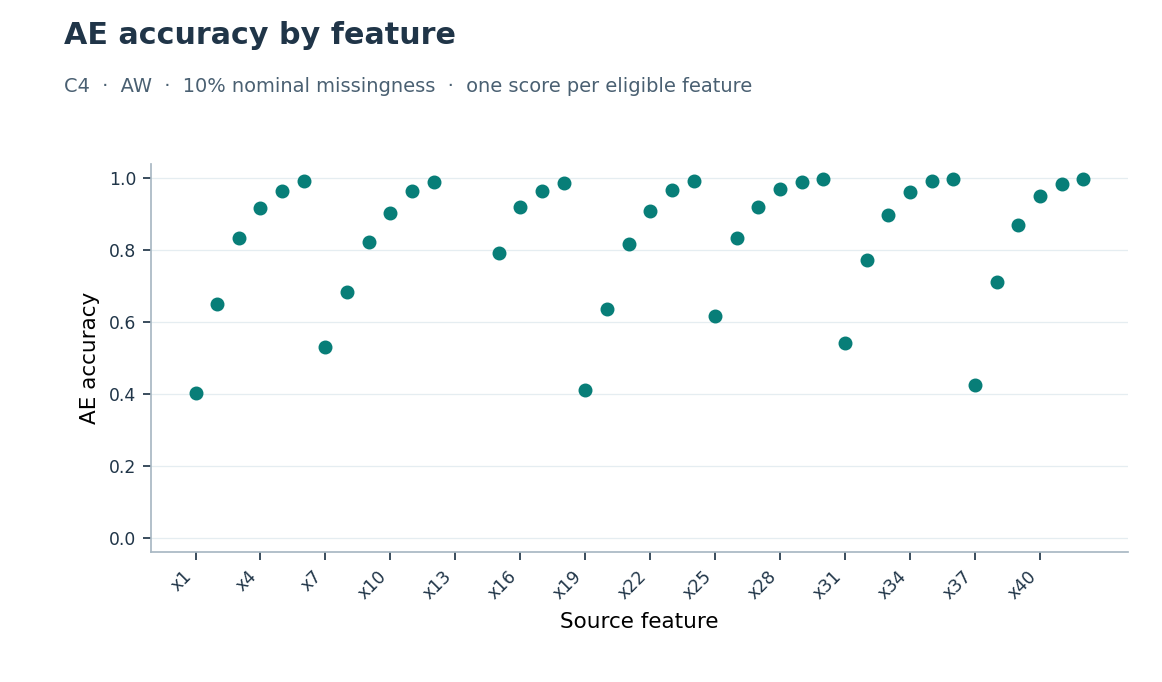 AE accuracy by feature
C4 · AW · 10% nominal missingness · one score per eligible feature
AE accuracy
1.0
0.8
0.6
0.4
0.2
0.0
x1 x4 x7 x10 x13 x16 x19 x22 x25 x28 x31 x34 x37 x40
Source feature